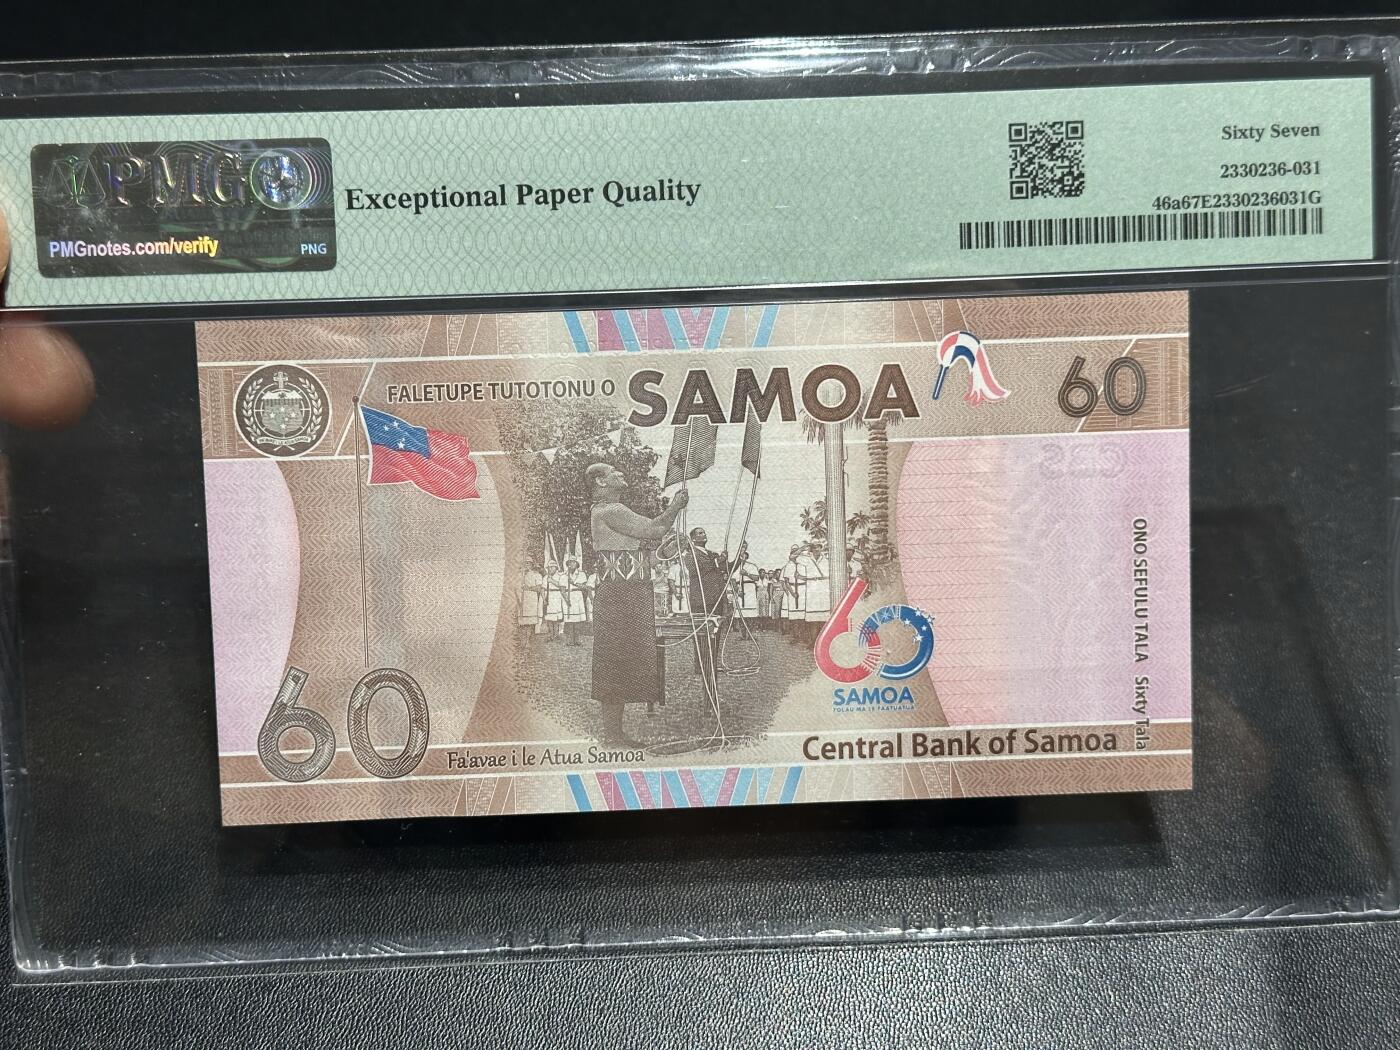 PMG
PMGnotes.com/verify
PNG
Exceptional Paper Quality
Sixty Seven
2330236-031
46a67E2330236031G
FALETUPE TUTOTONU O
SAMOA
60
ONO SEFULU TALA Sixty Tala
60
60
SAMOA
Fa'avae i le Atua Samoa
Central Bank of Samoa